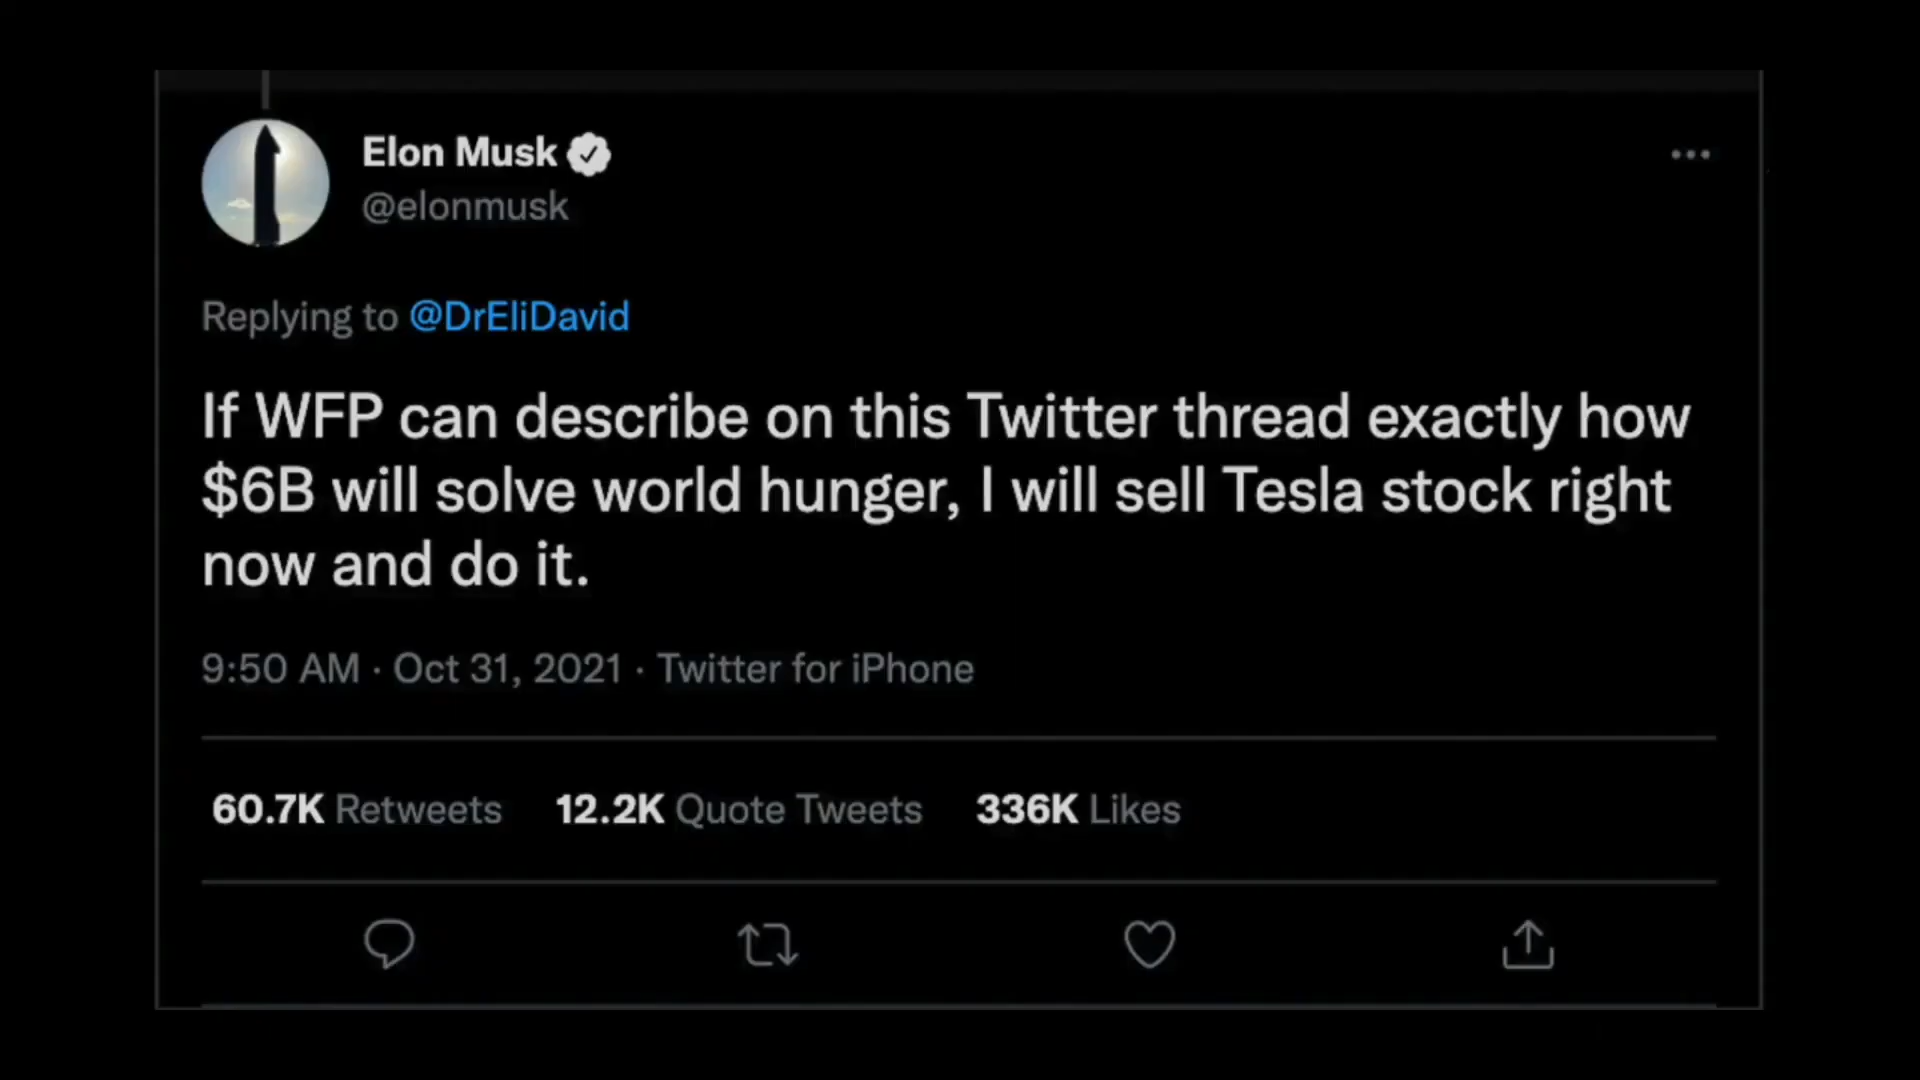 Elon Musk
@elonmusk
Replying to @DrEliDavid
If WFP can describe on this Twitter thread exactly how
$6B will solve world hunger, I will sell Tesla stock right
now and do it.
9:50 AM · Oct 31, 2021 · Twitter for iPhone
60.7K Retweets 12.2K Quote Tweets 336K Likes